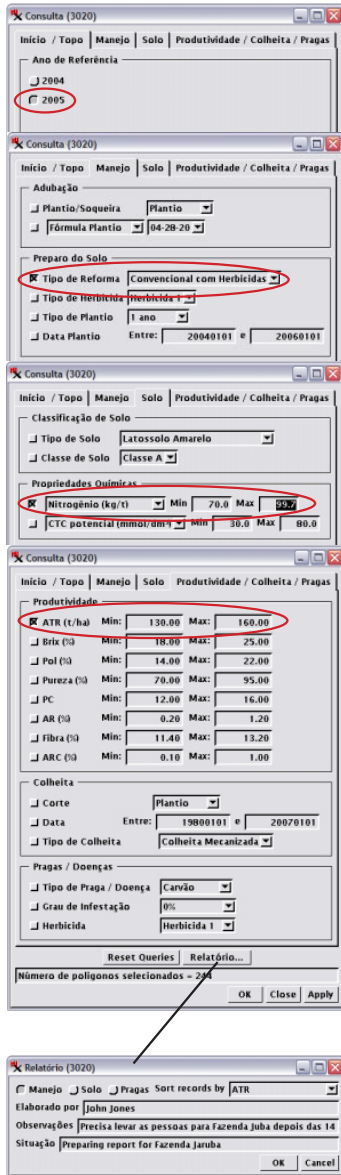 Consulta (3020)
Início / Topo Manejo Solo Produtividade / Colheita / Pragas
Ano de Referência
2004
2005
Consulta (3020)
Início / Topo Manejo Solo Produtividade / Colheita / Pragas
Adubação
Plantio/Soqueira Plantio
Fórmula Plantio 04-28-20
Preparo do Solo
Tipo de Reforma Convencional com Herbicidas
Tipo de Herbicida Herbicida 1
Tipo de Plantio 1 ano
Data Plantio Entre: 20040101 e 20060101
Consulta (3020)
Início / Topo Manejo Solo Produtividade / Colheita / Pragas
Classificação de Solo
Tipo de Solo Latossolo Amarelo
Classe de Solo Classe A
Propriedades Químicas
Nitrogênio (kg/t) Min 70.0 Max 99.7
CTC potencial (mmol/dm Min 30.0 Max 80.0
Consulta (3020)
Início / Topo Manejo Solo Produtividade / Colheita / Pragas
Produtividade
ATR (t/ha) Min: 130.00 Max: 160.00
Brix (%) Min: 18.00 Max: 25.00
Pol (%) Min: 14.00 Max: 22.00
Pureza (%) Min: 70.00 Max: 95.00
PC Min: 12.00 Max: 16.00
AR (%) Min: 0.20 Max: 1.20
Fibra (%) Min: 11.40 Max: 13.20
ARC (%) Min: 0.10 Max: 1.00
Colheita
Corte Plantio
Data Entre: 19800101 e 20070101
Tipo de Colheita Colheita Mecanizada
Pragas / Doenças
Tipo de Praga / Doença Carvão
Grau de Infestação 0%
Herbicida Herbicida 1
Reset Queries Relatório...
Número de polígonos selecionados = 244
OK Close Apply
Relatório (3020)
Manejo Solo Pragas Sort records by ATR
Elaborado por John Jones
Observações Precisa levar as pessoas para Fazenda Juba depois das 14
Situação Preparing report for Fazenda Jaruba
OK Cancel